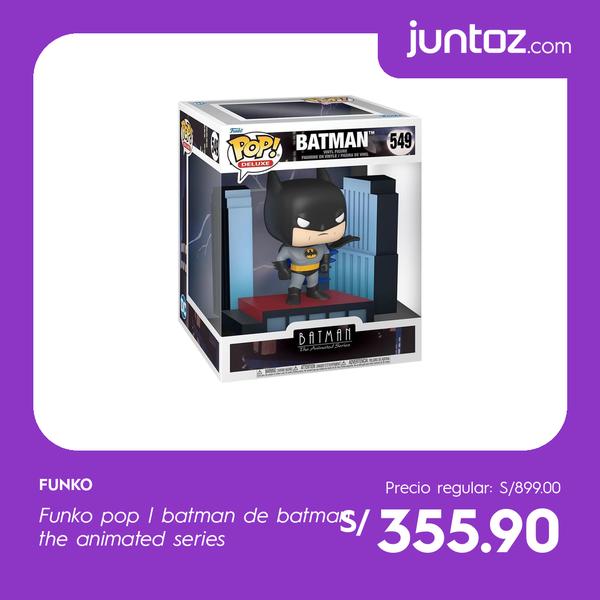 juntoz.com
Funko
POP!
DELUXE
BATMAN™
VINYL FIGURE
549
BATMAN
The Animated Series
FUNKO
Funko pop | batman de batman
the animated series
Precio regular: S/899.00
S/ 355.90